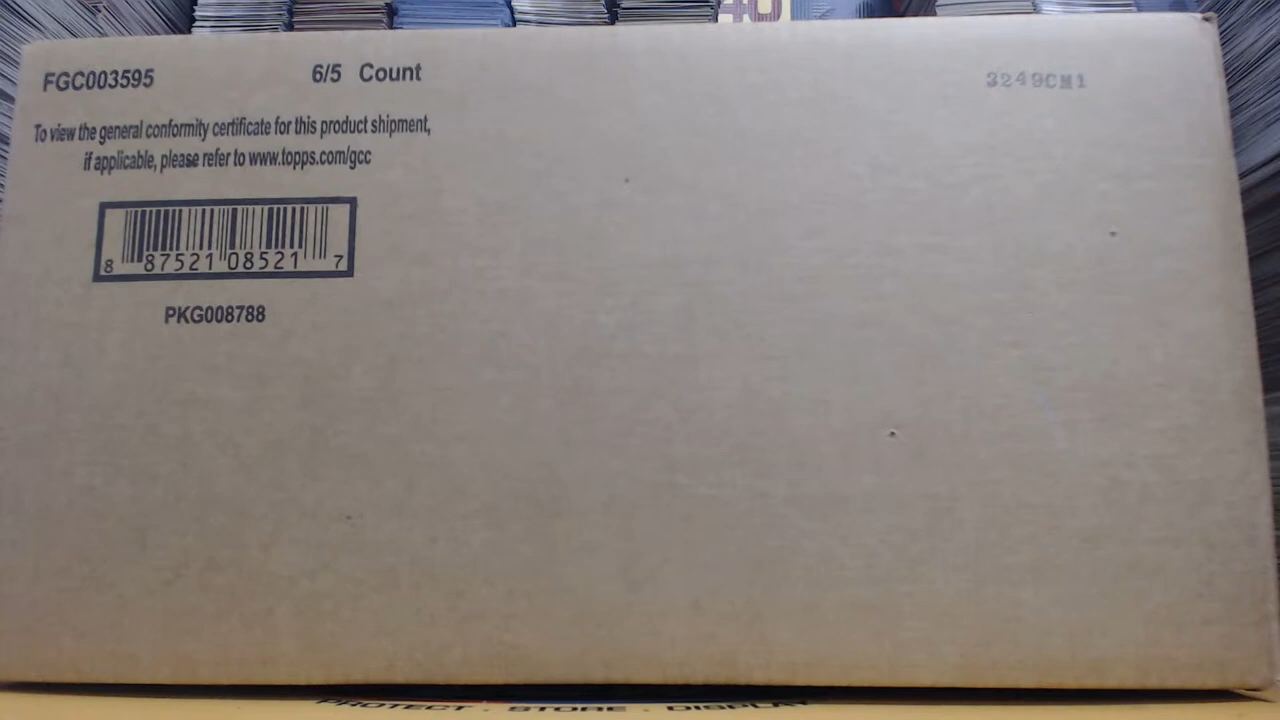 FGC003595 6/5 Count
3249CM1
To view the general conformity certificate for this product shipment,
if applicable, please refer to www.topps.com/gcc
8 87521 08521 7
PKG008788
PROTECT . STORE . DISPLAY